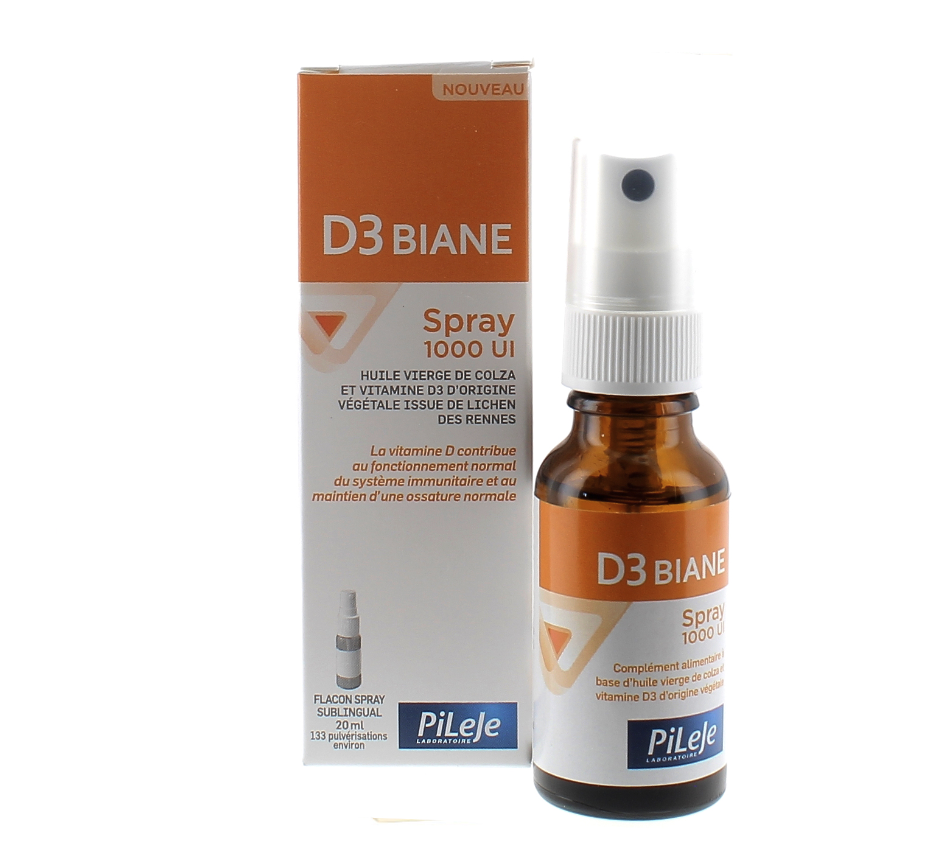 NOUVEAU
D3 BIANE
Spray
1000 UI
HUILE VIERGE DE COLZA
ET VITAMINE D3 D'ORIGINE
VÉGÉTALE ISSUE DE LICHEN
DES RENNES
La vitamine D contribue
au fonctionnement normal
du système immunitaire et au
maintien d'une ossature normale
FLACON SPRAY
SUBLINGUAL
20 ml
133 pulvérisations
environ
PiLeJe
LABORATOIRE
D3 BIANE
Spray
1000 UI
Complément alimentaire à
base d'huile vierge de colza et
vitamine D3 d'origine végétale
PiLeJe
LABORATOIRE